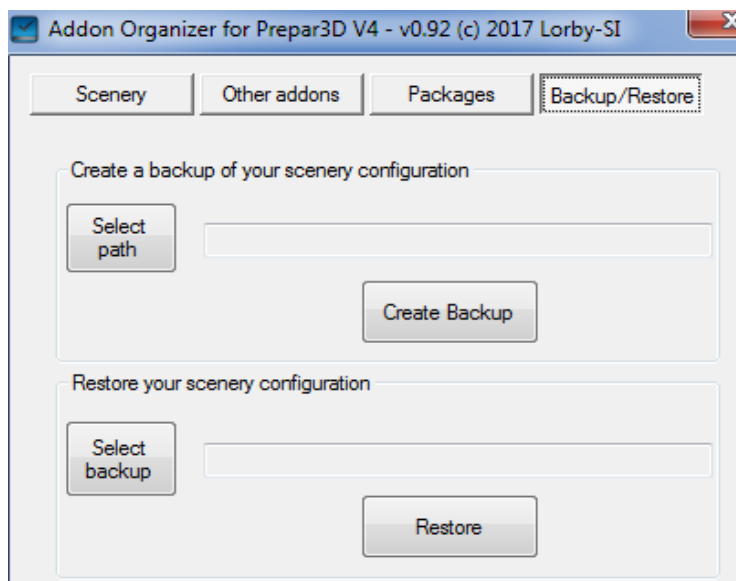 Addon Organizer for Prepar3D V4 - v0.92 (c) 2017 Lorby-SI
Scenery
Other addons
Packages
Backup/Restore
Create a backup of your scenery configuration
Select
path
Create Backup
Restore your scenery configuration
Select
backup
Restore